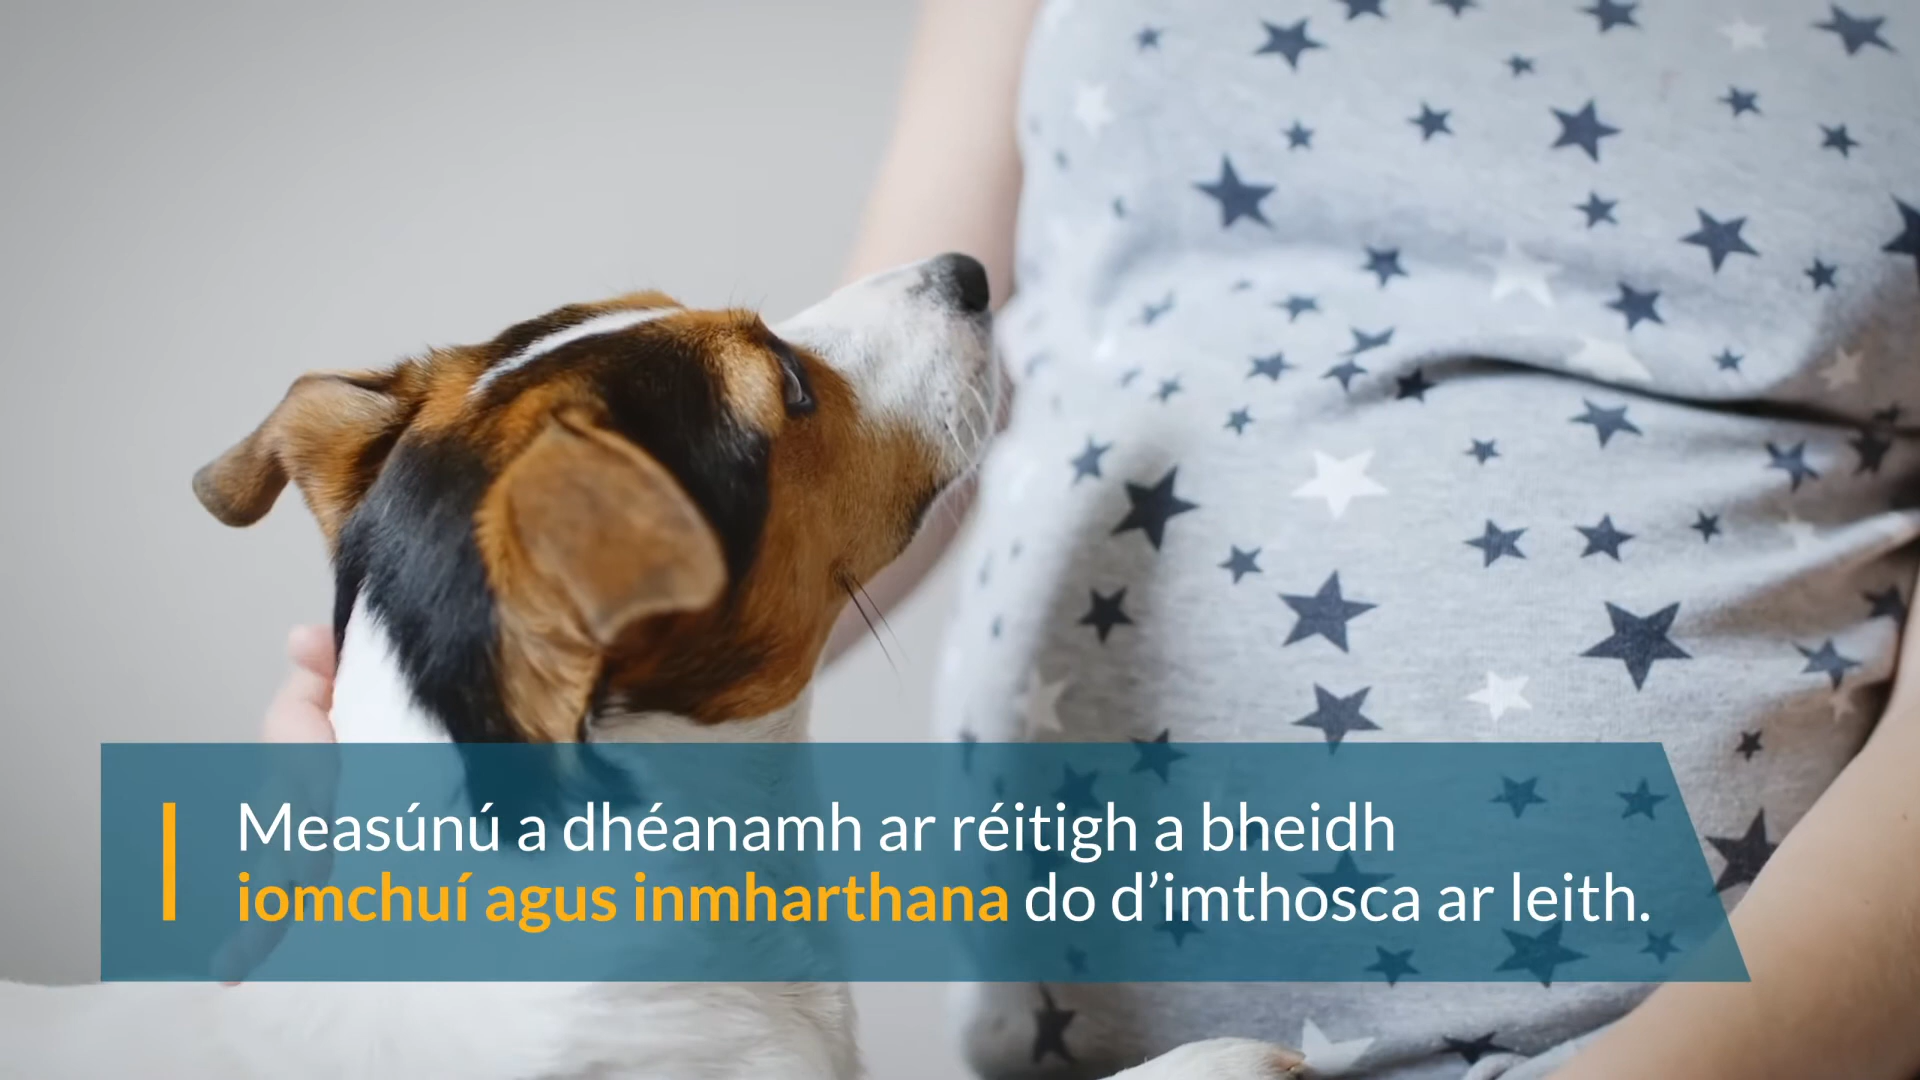 Measúnú a dhéanamh ar réitigh a bheidh
iomchuí agus inmharthana do d’imthosca ar leith.